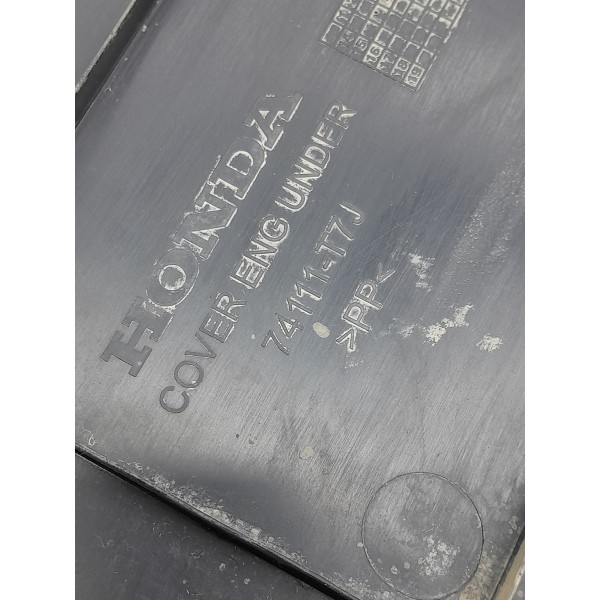 HONDA
COVER ENG UNDER
74111-T7J
>PP<